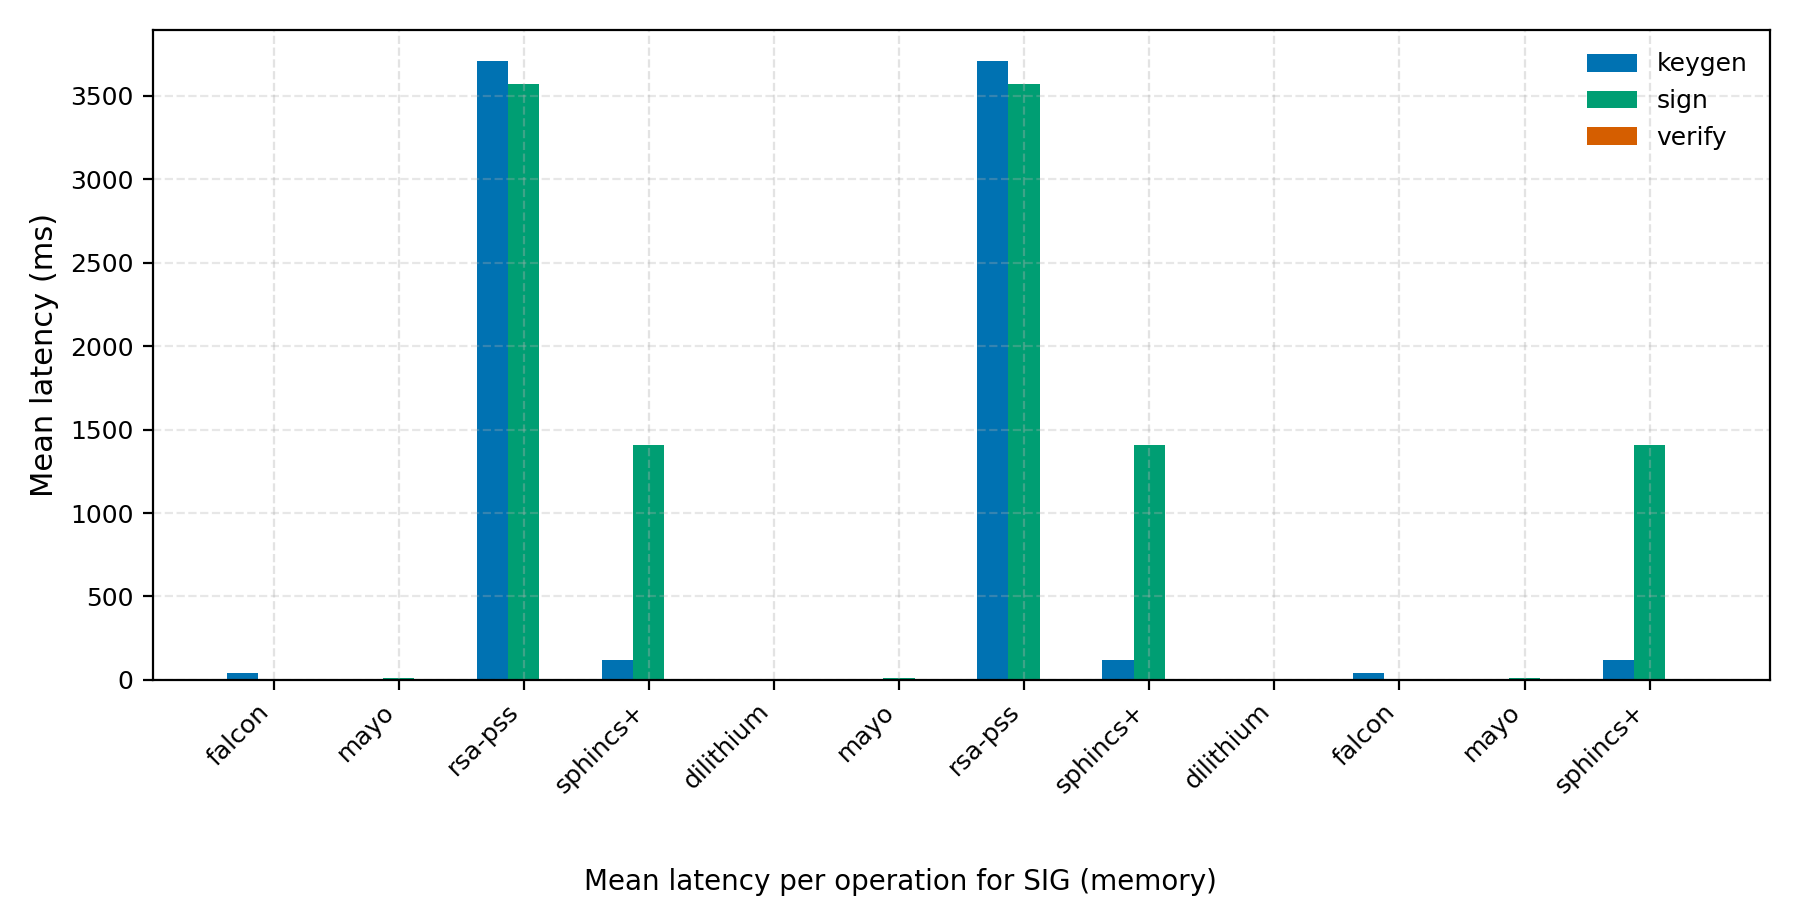 keygen
sign
verify
Mean latency (ms)
3500
3000
2500
2000
1500
1000
500
0
falcon
mayo
rsa-pss
sphincs+
dilithium
mayo
rsa-pss
sphincs+
dilithium
falcon
mayo
sphincs+
Mean latency per operation for SIG (memory)